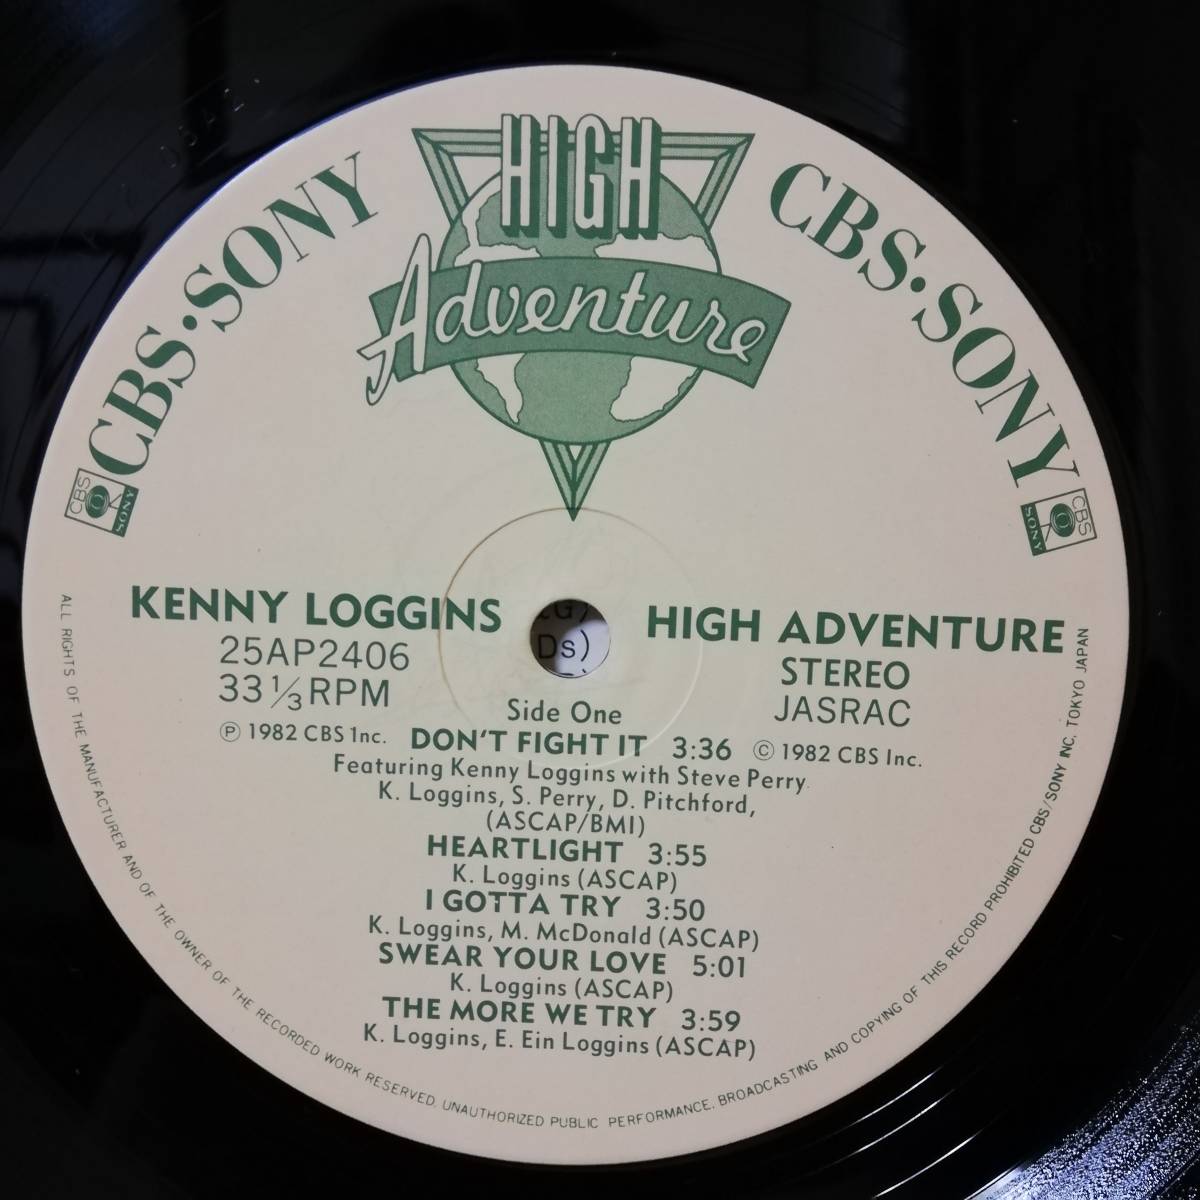 HIGH
Adventure
CBS·SONY
CBS·SONY
CBS
SONY
CBS
SONY
KENNY LOGGINS
25AP2406
33 1/3 RPM
HIGH ADVENTURE
STEREO
JASRAC
Ds)
Side One
℗ 1982 CBS 1nc. DON'T FIGHT IT 3:36 © 1982 CBS Inc.
Featuring Kenny Loggins with Steve Perry
K. Loggins, S. Perry, D. Pitchford,
(ASCAP/BMI)
HEARTLIGHT 3:55
K. Loggins (ASCAP)
I GOTTA TRY 3:50
K. Loggins, M. McDonald (ASCAP)
SWEAR YOUR LOVE 5:01
K. Loggins (ASCAP)
THE MORE WE TRY 3:59
K. Loggins, E. Ein Loggins (ASCAP)
ALL RIGHTS OF THE MANUFACTURER AND OF THE OWNER OF THE RECORDED WORK RESERVED. UNAUTHORIZED PUBLIC PERFORMANCE, BROADCASTING AND COPYING OF THIS RECORD PROHIBITED CBS/SONY INC. TOKYO JAPAN